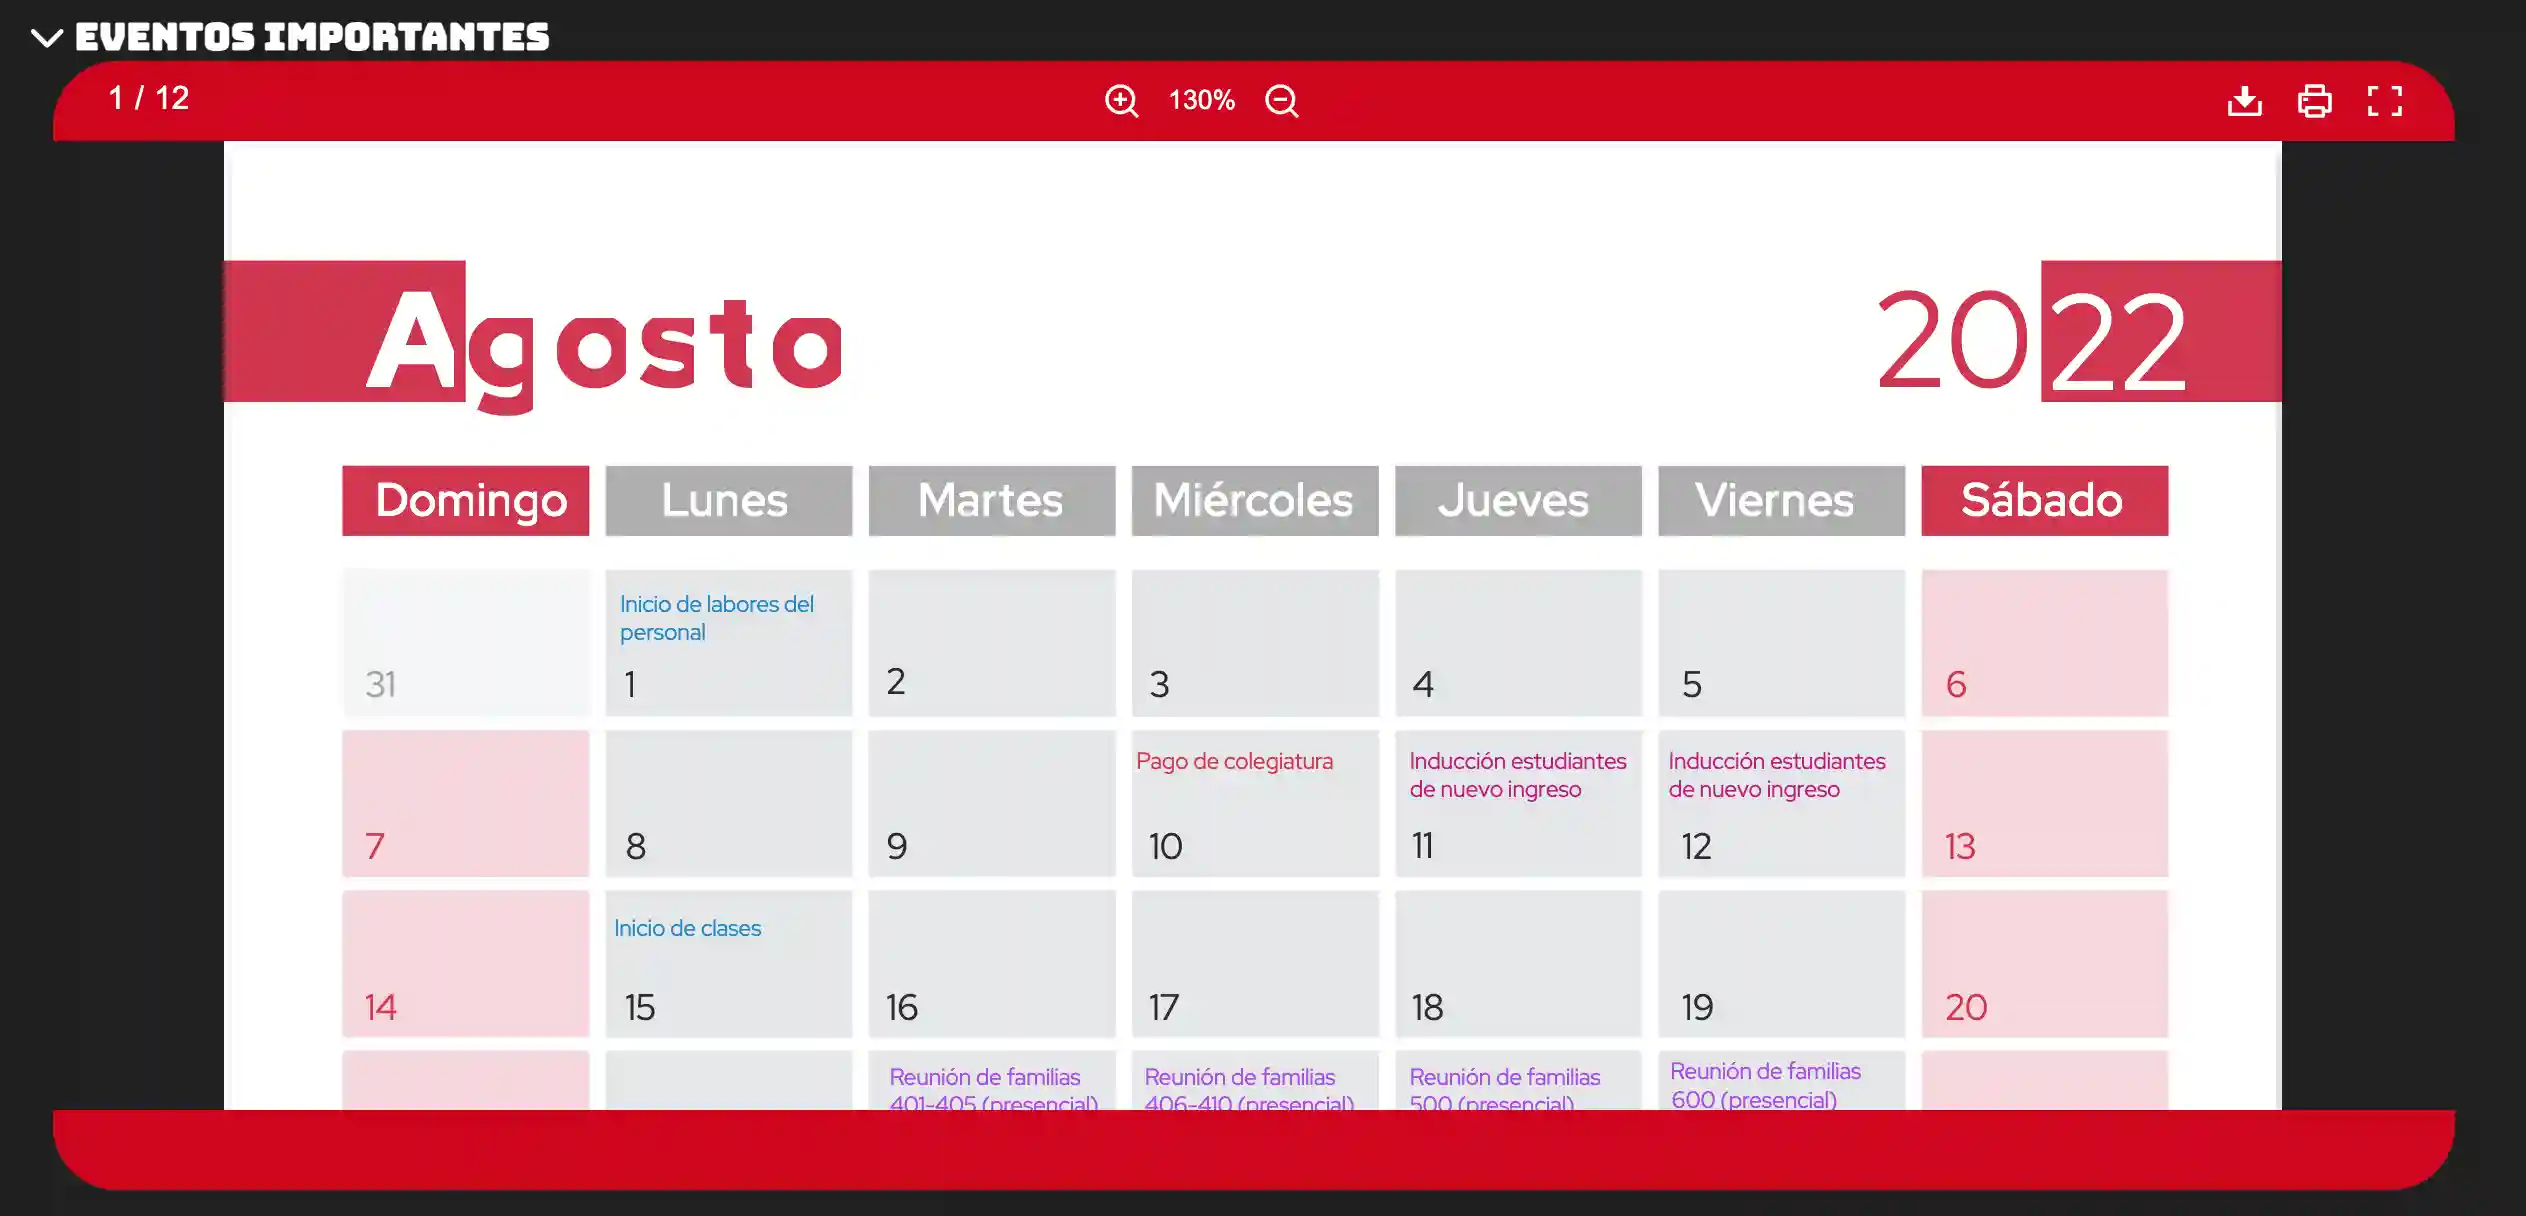 EVENTOS IMPORTANTES
1 / 12
130%
Agosto
2022
Domingo
Lunes
Martes
Miércoles
Jueves
Viernes
Sábado
31
Inicio de labores del
personal
1
2
3
4
5
6
7
8
9
Pago de colegiatura
10
Inducción estudiantes
de nuevo ingreso
11
Inducción estudiantes
de nuevo ingreso
12
13
14
Inicio de clases
15
16
17
18
19
20
Reunión de familias
401-405 (presencial)
Reunión de familias
406-410 (presencial)
Reunión de familias
500 (presencial)
Reunión de familias
600 (presencial)